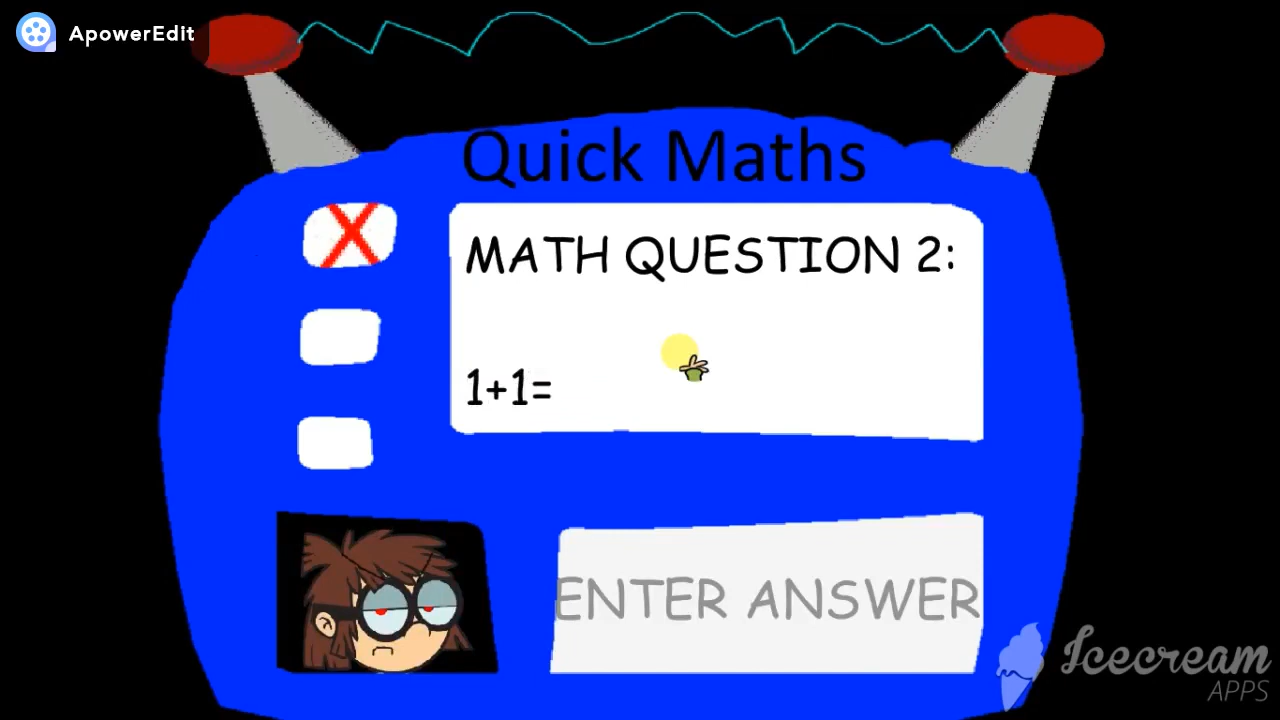 ApowerEdit
Quick Maths
MATH QUESTION 2:
1+1=
ENTER ANSWER
Icecream
APPS